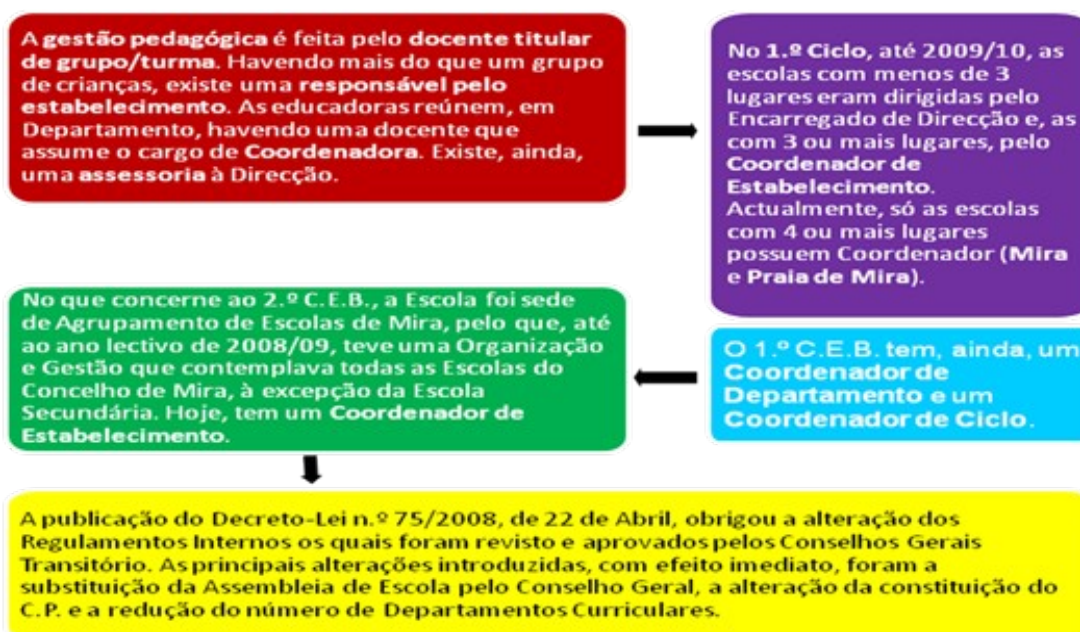 A gestão pedagógica é feita pelo docente titular
de grupo/turma. Havendo mais do que um grupo
de crianças, existe uma responsável pelo
estabelecimento. As educadoras reúnem, em
Departamento, havendo uma docente que
assume o cargo de Coordenadora. Existe, ainda,
uma assessoria à Direcção.
No 1.º Ciclo, até 2009/10, as
escolas com menos de 3
lugares eram dirigidas pelo
Encarregado de Direcção e, as
com 3 ou mais lugares, pelo
Coordenador de
Estabelecimento.
Actualmente, só as escolas
com 4 ou mais lugares
possuem Coordenador (Mira
e Praia de Mira).
O 1.º C.E.B. tem, ainda, um
Coordenador de
Departamento e um
Coordenador de Ciclo.
No que concerne ao 2.º C.E.B., a Escola foi sede
de Agrupamento de Escolas de Mira, pelo que, até
ao ano lectivo de 2008/09, teve uma Organização
e Gestão que contemplava todas as Escolas do
Concelho de Mira, à excepção da Escola
Secundária. Hoje, tem um Coordenador de
Estabelecimento.
A publicação do Decreto-Lei n.º 75/2008, de 22 de Abril, obrigou a alteração dos
Regulamentos Internos os quais foram revisto e aprovados pelos Conselhos Gerais
Transitório. As principais alterações introduzidas, com efeito imediato, foram a
substituição da Assembleia de Escola pelo Conselho Geral, a alteração da constituição do
C.P. e a redução do número de Departamentos Curriculares.